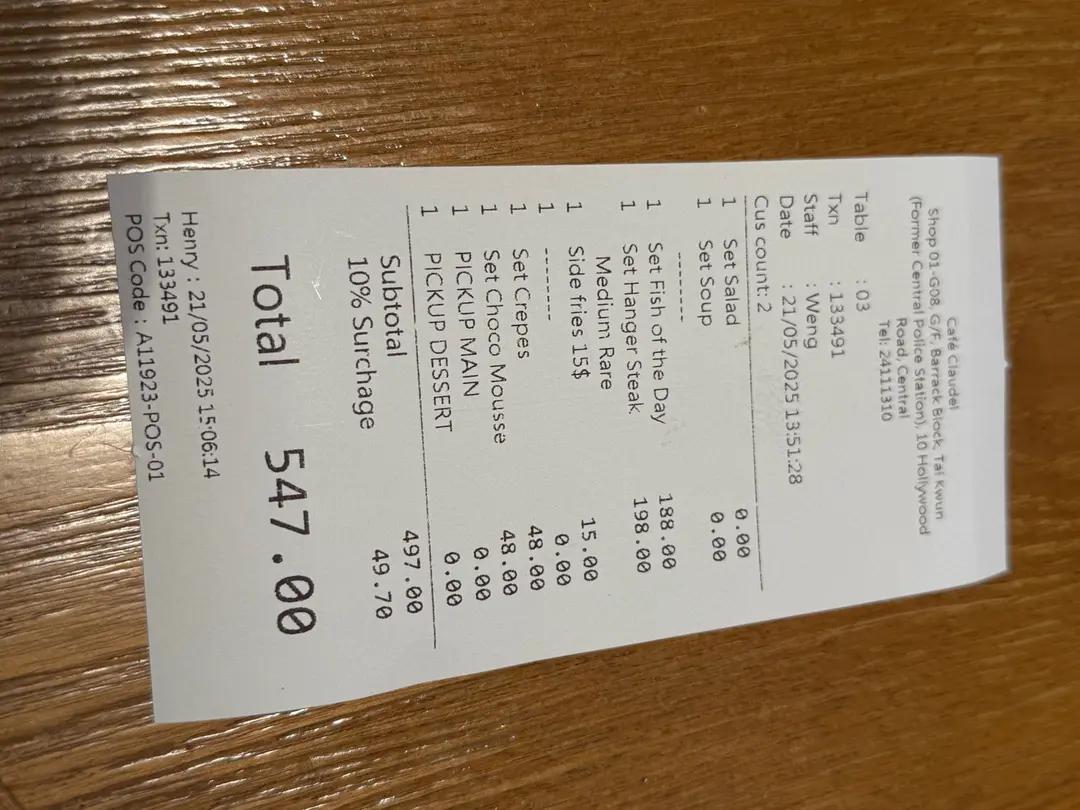 Café Claudel
Shop 01-G08, G/F, Barrack Block, Tai Kwun
(Former Central Police Station), 10 Hollywood
Road, Central
Tel: 24111310
Table : 03
Txn : 133491
Staff : Weng
Date : 21/05/2025 13:51:28
Cus count: 2
1 Set Salad 0.00
1 Set Soup 0.00
--------
1 Set Fish of the Day 188.00
1 Set Hanger Steak 198.00
Medium Rare
1 Side fries 15$ 15.00
1 -------- 0.00
1 Set Crepes 48.00
1 Set Choco Mousse 48.00
1 PICKUP MAIN 0.00
1 PICKUP DESSERT 0.00
Subtotal 497.00
10% Surchage 49.70
Total 547.00
Henry : 21/05/2025 15:06:14
Txn: 133491
POS Code : A11923-POS-01